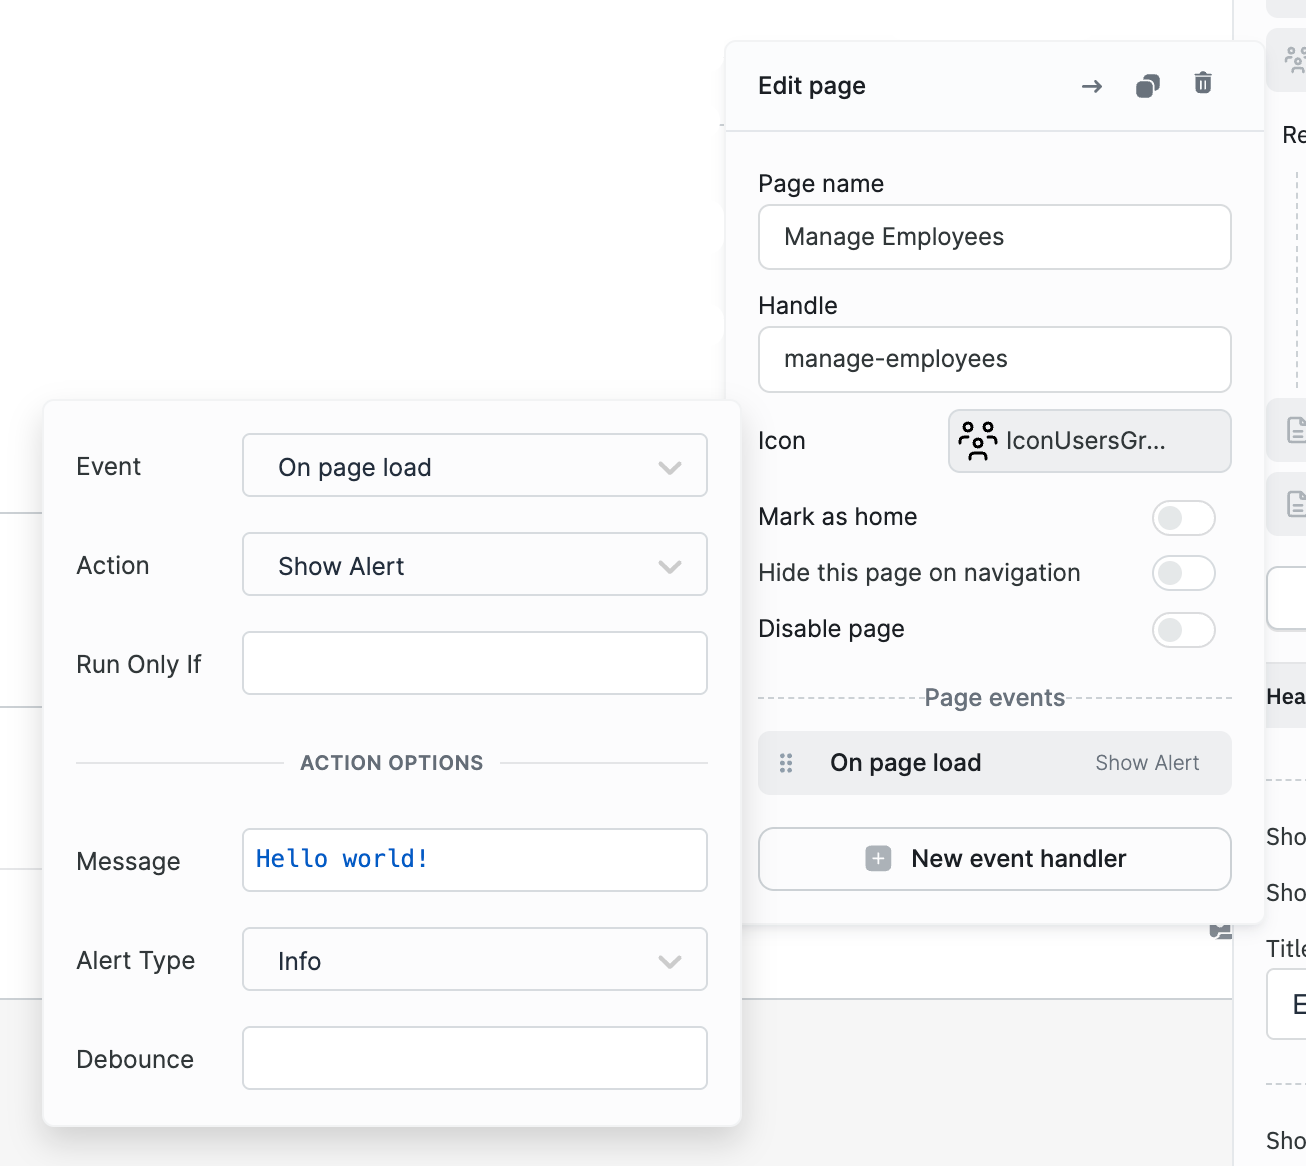 Edit page
Page name
Manage Employees
Handle
manage-employees
Icon
IconUsersGr...
Mark as home
Hide this page on navigation
Disable page
Page events
On page load
Show Alert
New event handler
Event
On page load
Action
Show Alert
Run Only If
ACTION OPTIONS
Message
Hello world!
Alert Type
Info
Debounce
Re
Hea
Sho
Sho
Title
E
Sho